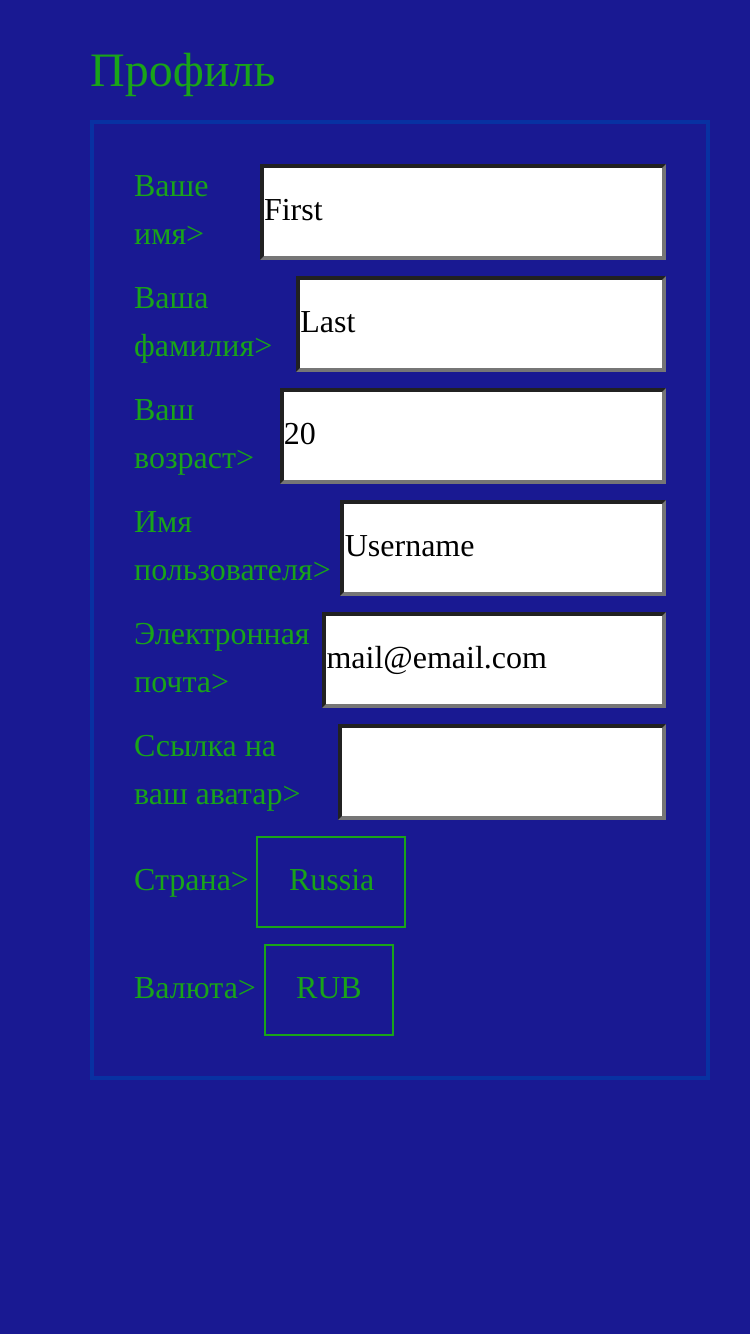 Профиль
Ваше
имя>
First
Ваша
фамилия>
Last
Ваш
возраст>
20
Имя
пользователя>
Username
Электронная
почта>
mail@email.com
Ссылка на
ваш аватар>
Страна>
Russia
Валюта>
RUB